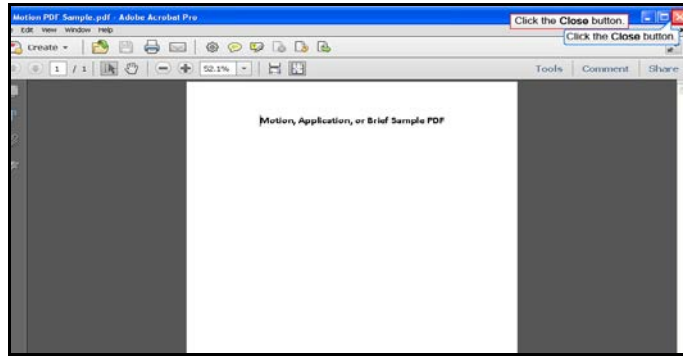 Motion PDF Sample.pdf - Adobe Acrobat Pro
Click the Close button.
Edit View Window Help
Click the Close button
Create
1 / 1
52.1%
Tools Comment Share
Motion, Application, or Brief Sample PDF